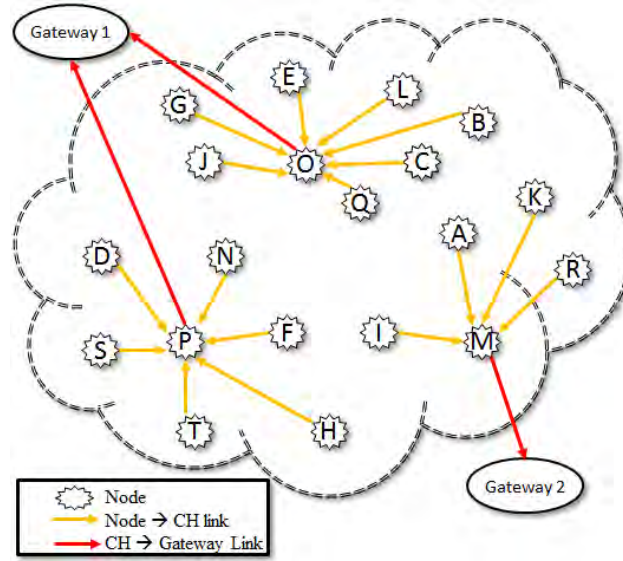 Gateway 1
E
L
G
B
J
O
C
Q
K
A
D
N
R
S
P
F
I
M
T
H
Gateway 2
Node
Node → CH link
CH → Gateway Link